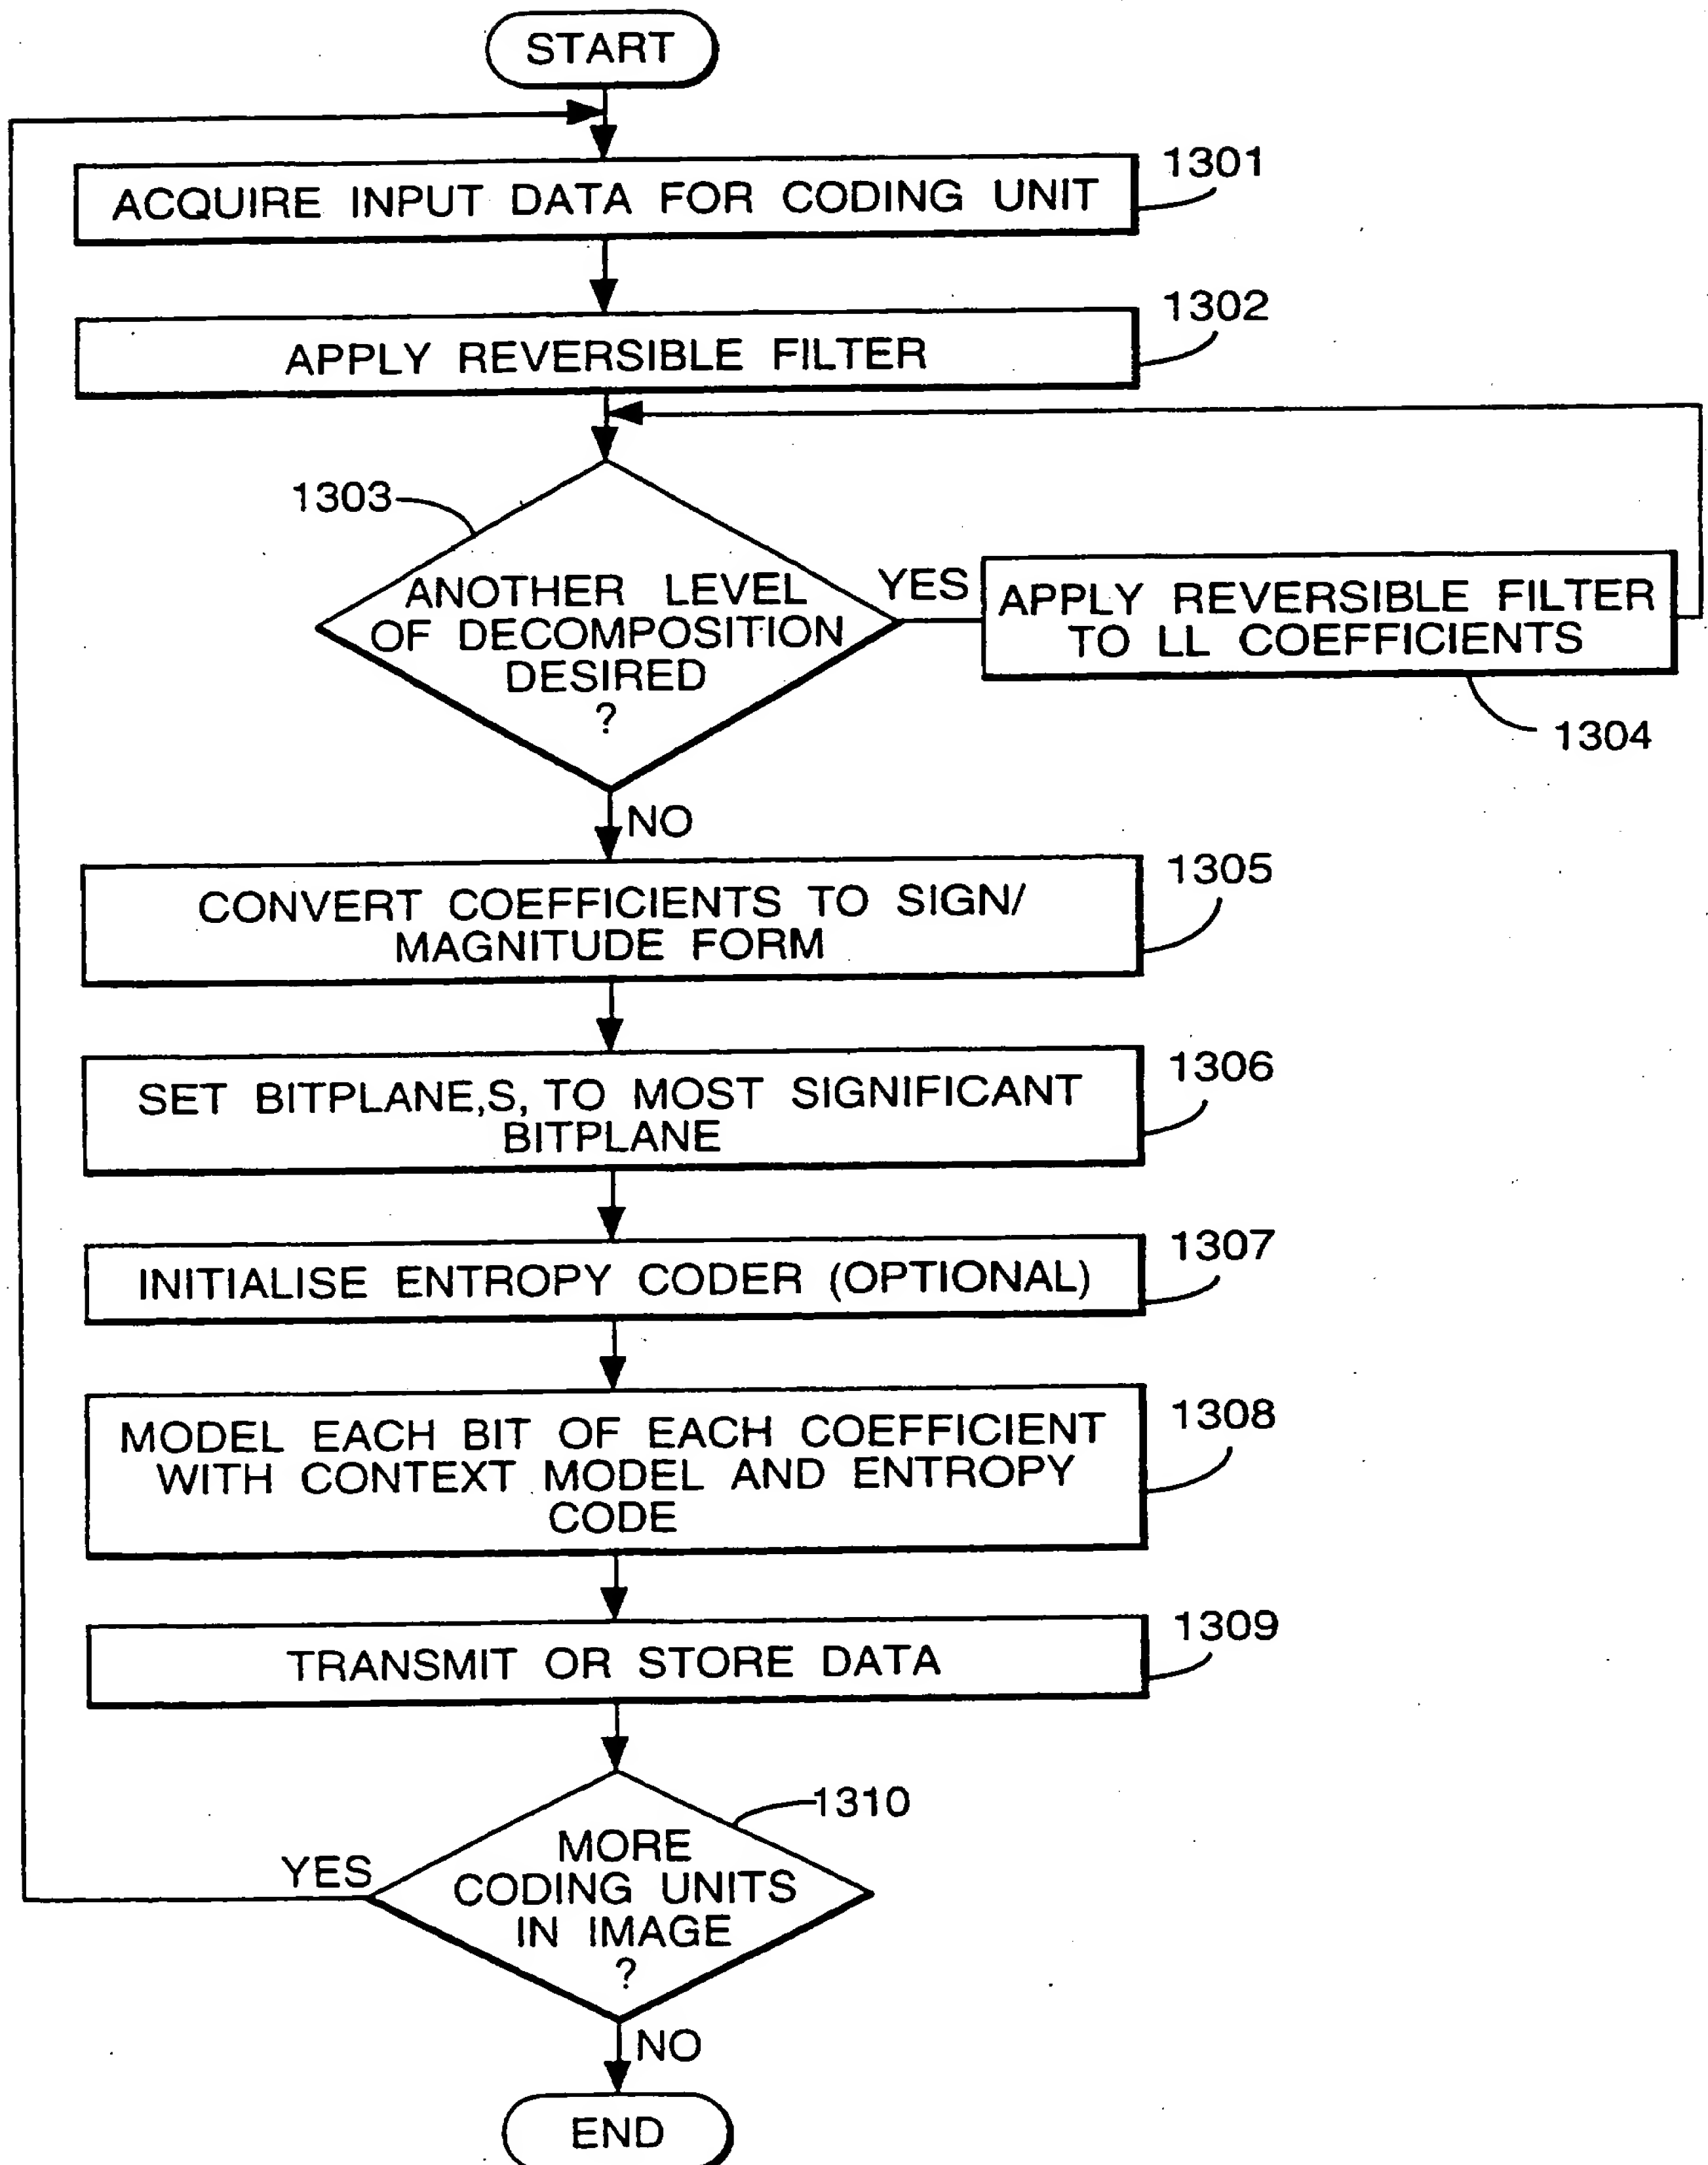 START
1301
ACQUIRE INPUT DATA FOR CODING UNIT
1302
APPLY REVERSIBLE FILTER
1303
ANOTHER LEVEL
OF DECOMPOSITION
DESIRED
?
YES
APPLY REVERSIBLE FILTER
TO LL COEFFICIENTS
1304
NO
1305
CONVERT COEFFICIENTS TO SIGN/
MAGNITUDE FORM
1306
SET BITPLANE,S, TO MOST SIGNIFICANT
BITPLANE
1307
INITIALISE ENTROPY CODER (OPTIONAL)
1308
MODEL EACH BIT OF EACH COEFFICIENT
WITH CONTEXT MODEL AND ENTROPY
CODE
1309
TRANSMIT OR STORE DATA
1310
MORE
CODING UNITS
IN IMAGE
?
YES
NO
END